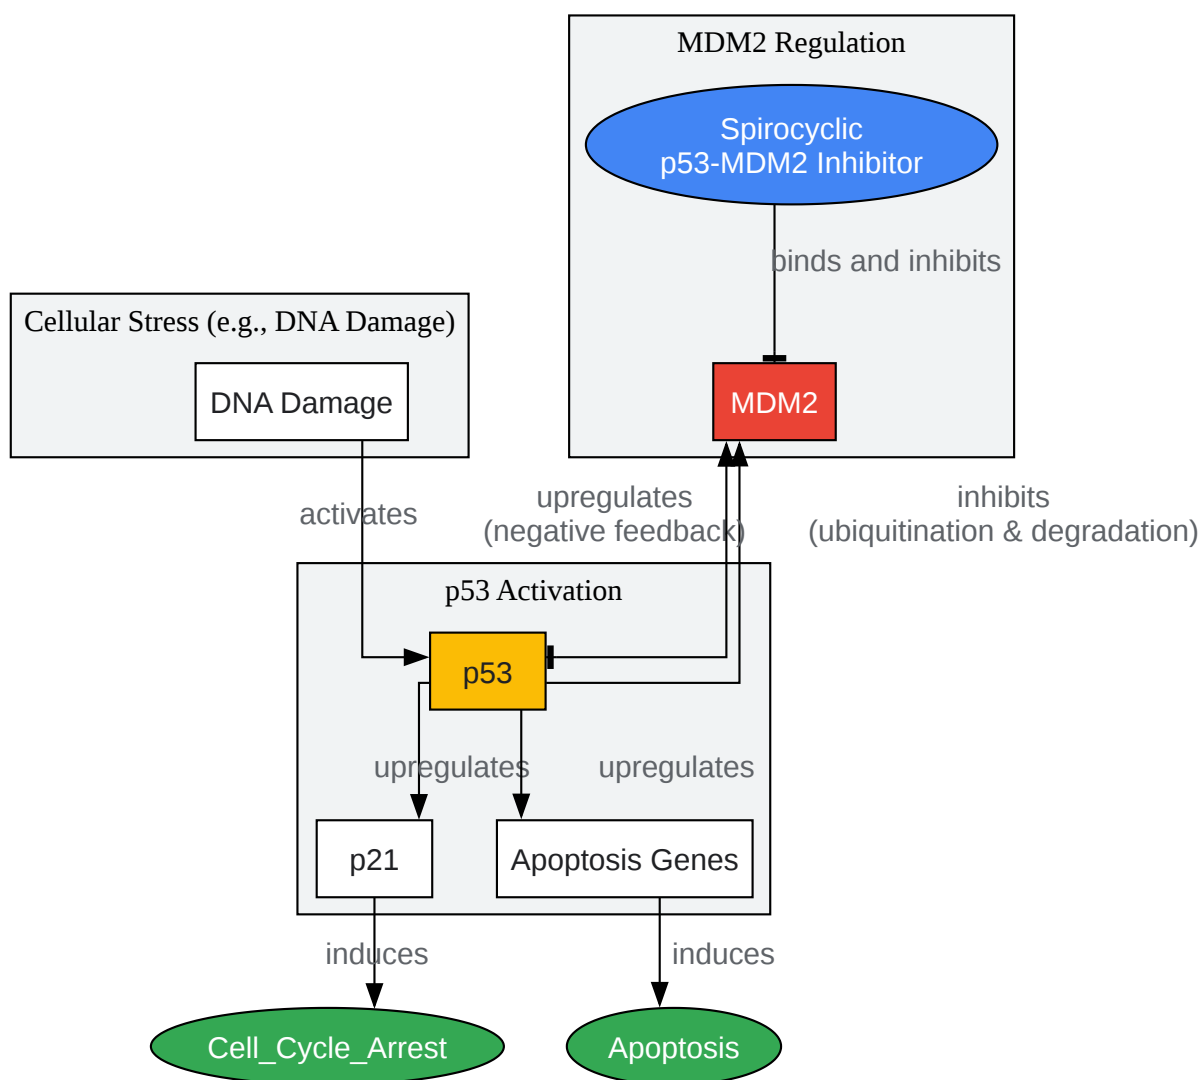 MDM2 Regulation
Spirocyclic
p53-MDM2 Inhibitor
binds and inhibits
Cellular Stress (e.g., DNA Damage)
DNA Damage
MDM2
activates
upregulates
(negative feedback)
inhibits
(ubiquitination & degradation)
p53 Activation
p53
upregulates
upregulates
p21
Apoptosis Genes
induces
induces
Cell_Cycle_Arrest
Apoptosis